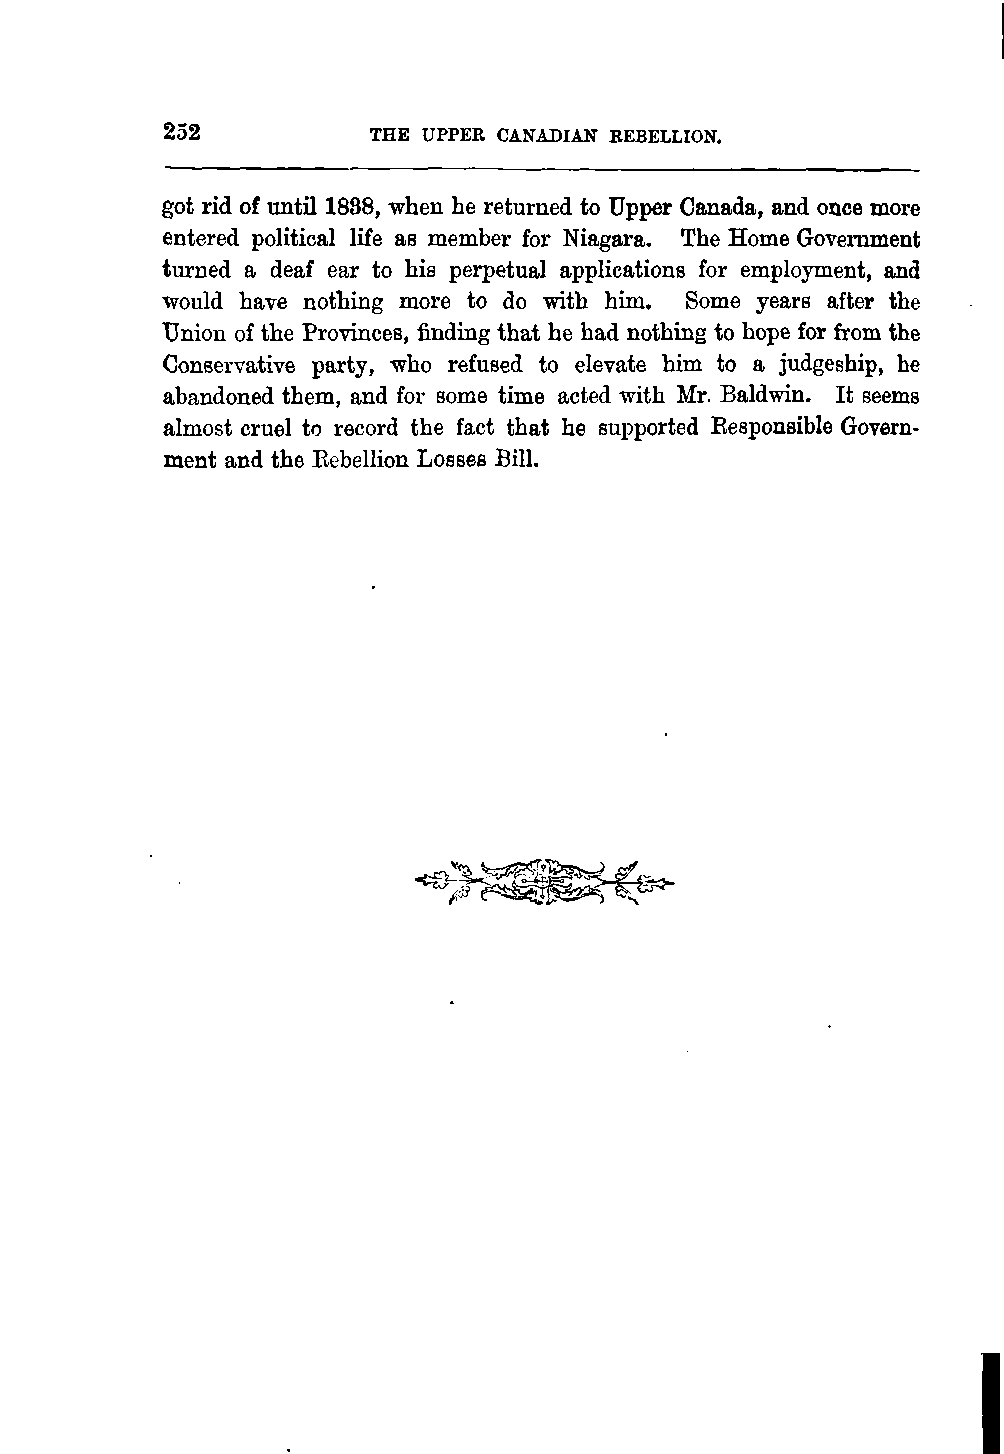 252 THE UPPER CANADIAN REBELLION.
got rid of until 1838, when he returned to Upper Canada, and once more
entered political life as member for Niagara. The Home Government
turned a deaf ear to his perpetual applications for employment, and
would have nothing more to do with him. Some years after the
Union of the Provinces, finding that he had nothing to hope for from the
Conservative party, who refused to elevate him to a judgeship, he
abandoned them, and for some time acted with Mr. Baldwin. It seems
almost cruel to record the fact that he supported Responsible Govern-
ment and the Rebellion Losses Bill.